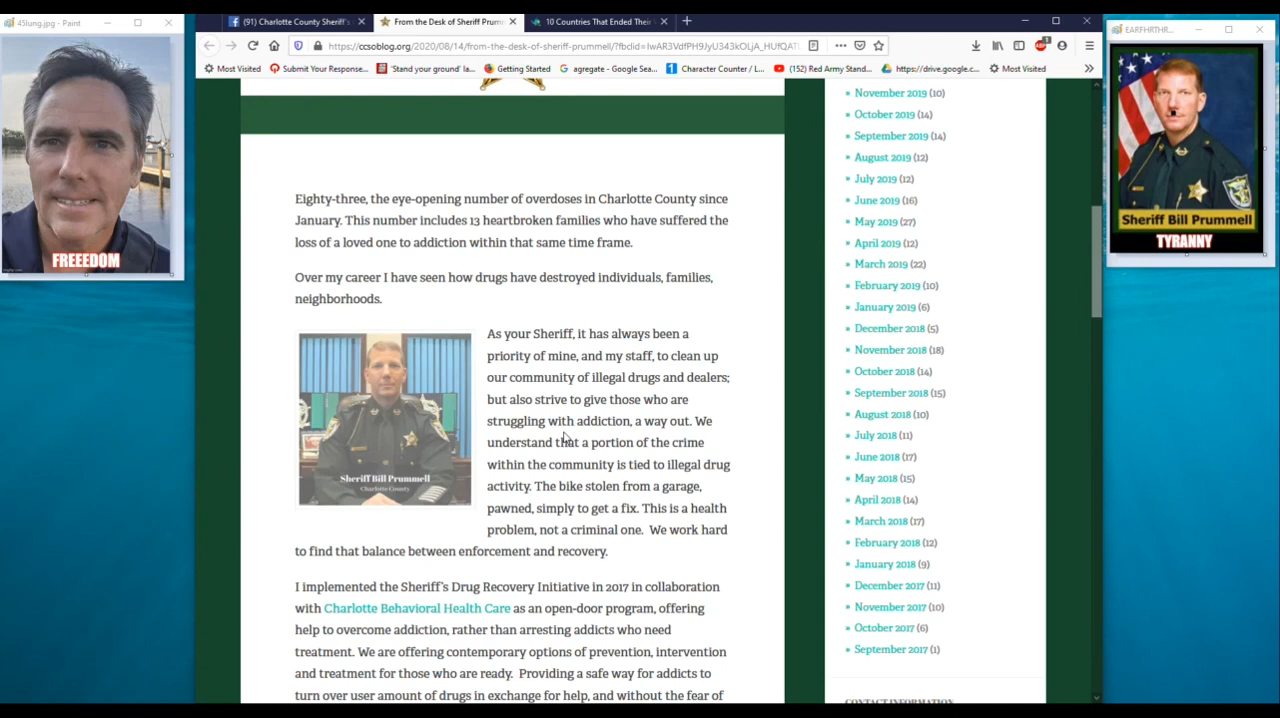 45lung.jpg - Paint
FREEEDOM
(91) Charlotte County Sheriff's
From the Desk of Sheriff Prum
10 Countries That Ended Their
https://ccsoblog.org/2020/08/14/from-the-desk-of-sheriff-prummell/?fbclid=IwAR3VdfPH9JyU343kOLjA_HUfQAT
Most Visited
Submit Your Response...
'Stand your ground' la...
Getting Started
agregate - Google Sea...
Character Counter / L...
(152) Red Army Stand...
https://drive.google.c...
Most Visited
Eighty-three, the eye-opening number of overdoses in Charlotte County since
January. This number includes 13 heartbroken families who have suffered the
loss of a loved one to addiction within that same time frame.
Over my career I have seen how drugs have destroyed individuals, families,
neighborhoods.
As your Sheriff, it has always been a
priority of mine, and my staff, to clean up
our community of illegal drugs and dealers;
but also strive to give those who are
struggling with addiction, a way out. We
understand that a portion of the crime
within the community is tied to illegal drug
activity. The bike stolen from a garage,
pawned, simply to get a fix. This is a health
problem, not a criminal one. We work hard
to find that balance between enforcement and recovery.
Sheriff Bill Prummell
Charlotte County
I implemented the Sheriff's Drug Recovery Initiative in 2017 in collaboration
with Charlotte Behavioral Health Care as an open-door program, offering
help to overcome addiction, rather than arresting addicts who need
treatment. We are offering contemporary options of prevention, intervention
and treatment for those who are ready. Providing a safe way for addicts to
turn over user amount of drugs in exchange for help, and without the fear of
November 2019 (10)
October 2019 (14)
September 2019 (14)
August 2019 (12)
July 2019 (12)
June 2019 (16)
May 2019 (27)
April 2019 (12)
March 2019 (22)
February 2019 (10)
January 2019 (6)
December 2018 (5)
November 2018 (18)
October 2018 (14)
September 2018 (15)
August 2018 (10)
July 2018 (11)
June 2018 (17)
May 2018 (15)
April 2018 (14)
March 2018 (17)
February 2018 (12)
January 2018 (9)
December 2017 (11)
November 2017 (10)
October 2017 (6)
September 2017 (1)
CONTACT INFORMATION
EARFHRTHR...
Sheriff Bill Prummell
TYRANNY